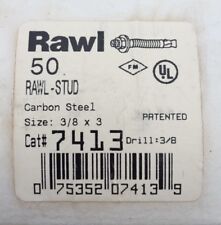 Rawl
50
RAWL-STUD
FM
UL
Carbon Steel
Size: 3/8 x 3
PATENTED
Cat# 7413 Drill: 3/8
0 75352 07413 9